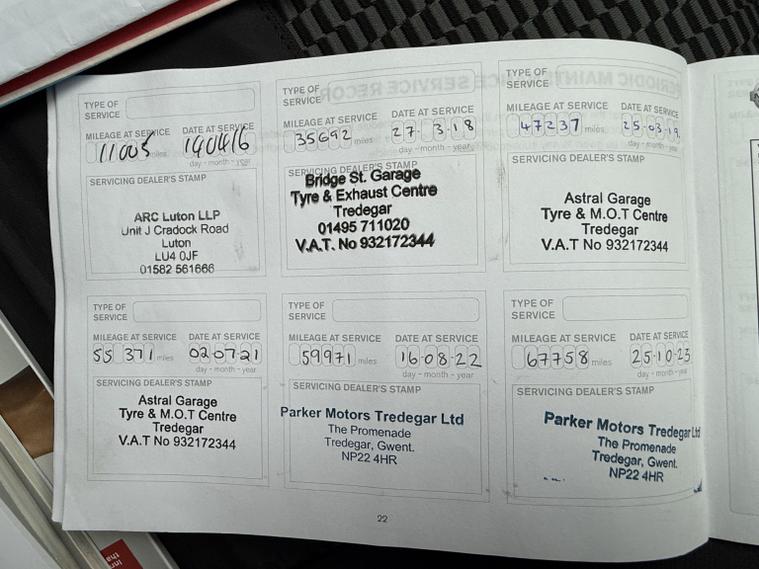 TYPE OF
SERVICE
MILEAGE AT SERVICE DATE AT SERVICE
11005 miles 140416
day - month - year
SERVICING DEALER'S STAMP
ARC Luton LLP
Unit J Cradock Road
Luton
LU4 0JF
01582 561666
TYPE OF
SERVICE
MILEAGE AT SERVICE DATE AT SERVICE
35692 miles 27 3 18
day - month - year
SERVICING DEALER'S STAMP
Bridge St. Garage
Tyre & Exhaust Centre
Tredegar
01495 711020
V.A.T. No 932172344
TYPE OF
SERVICE
MILEAGE AT SERVICE DATE AT SERVICE
47237 miles 25-03-19
day - month - year
SERVICING DEALER'S STAMP
Astral Garage
Tyre & M.O.T Centre
Tredegar
V.A.T No 932172344
TYPE OF
SERVICE
MILEAGE AT SERVICE DATE AT SERVICE
55 371 miles 02-07-21
day - month - year
SERVICING DEALER'S STAMP
Astral Garage
Tyre & M.O.T Centre
Tredegar
V.A.T No 932172344
TYPE OF
SERVICE
MILEAGE AT SERVICE DATE AT SERVICE
59971 miles 16-08-22
day - month - year
SERVICING DEALER'S STAMP
Parker Motors Tredegar Ltd
The Promenade
Tredegar, Gwent.
NP22 4HR
TYPE OF
SERVICE
MILEAGE AT SERVICE DATE AT SERVICE
67758 miles 25-10-23
day - month - year
SERVICING DEALER'S STAMP
Parker Motors Tredegar Ltd
The Promenade
Tredegar, Gwent.
NP22 4HR
22